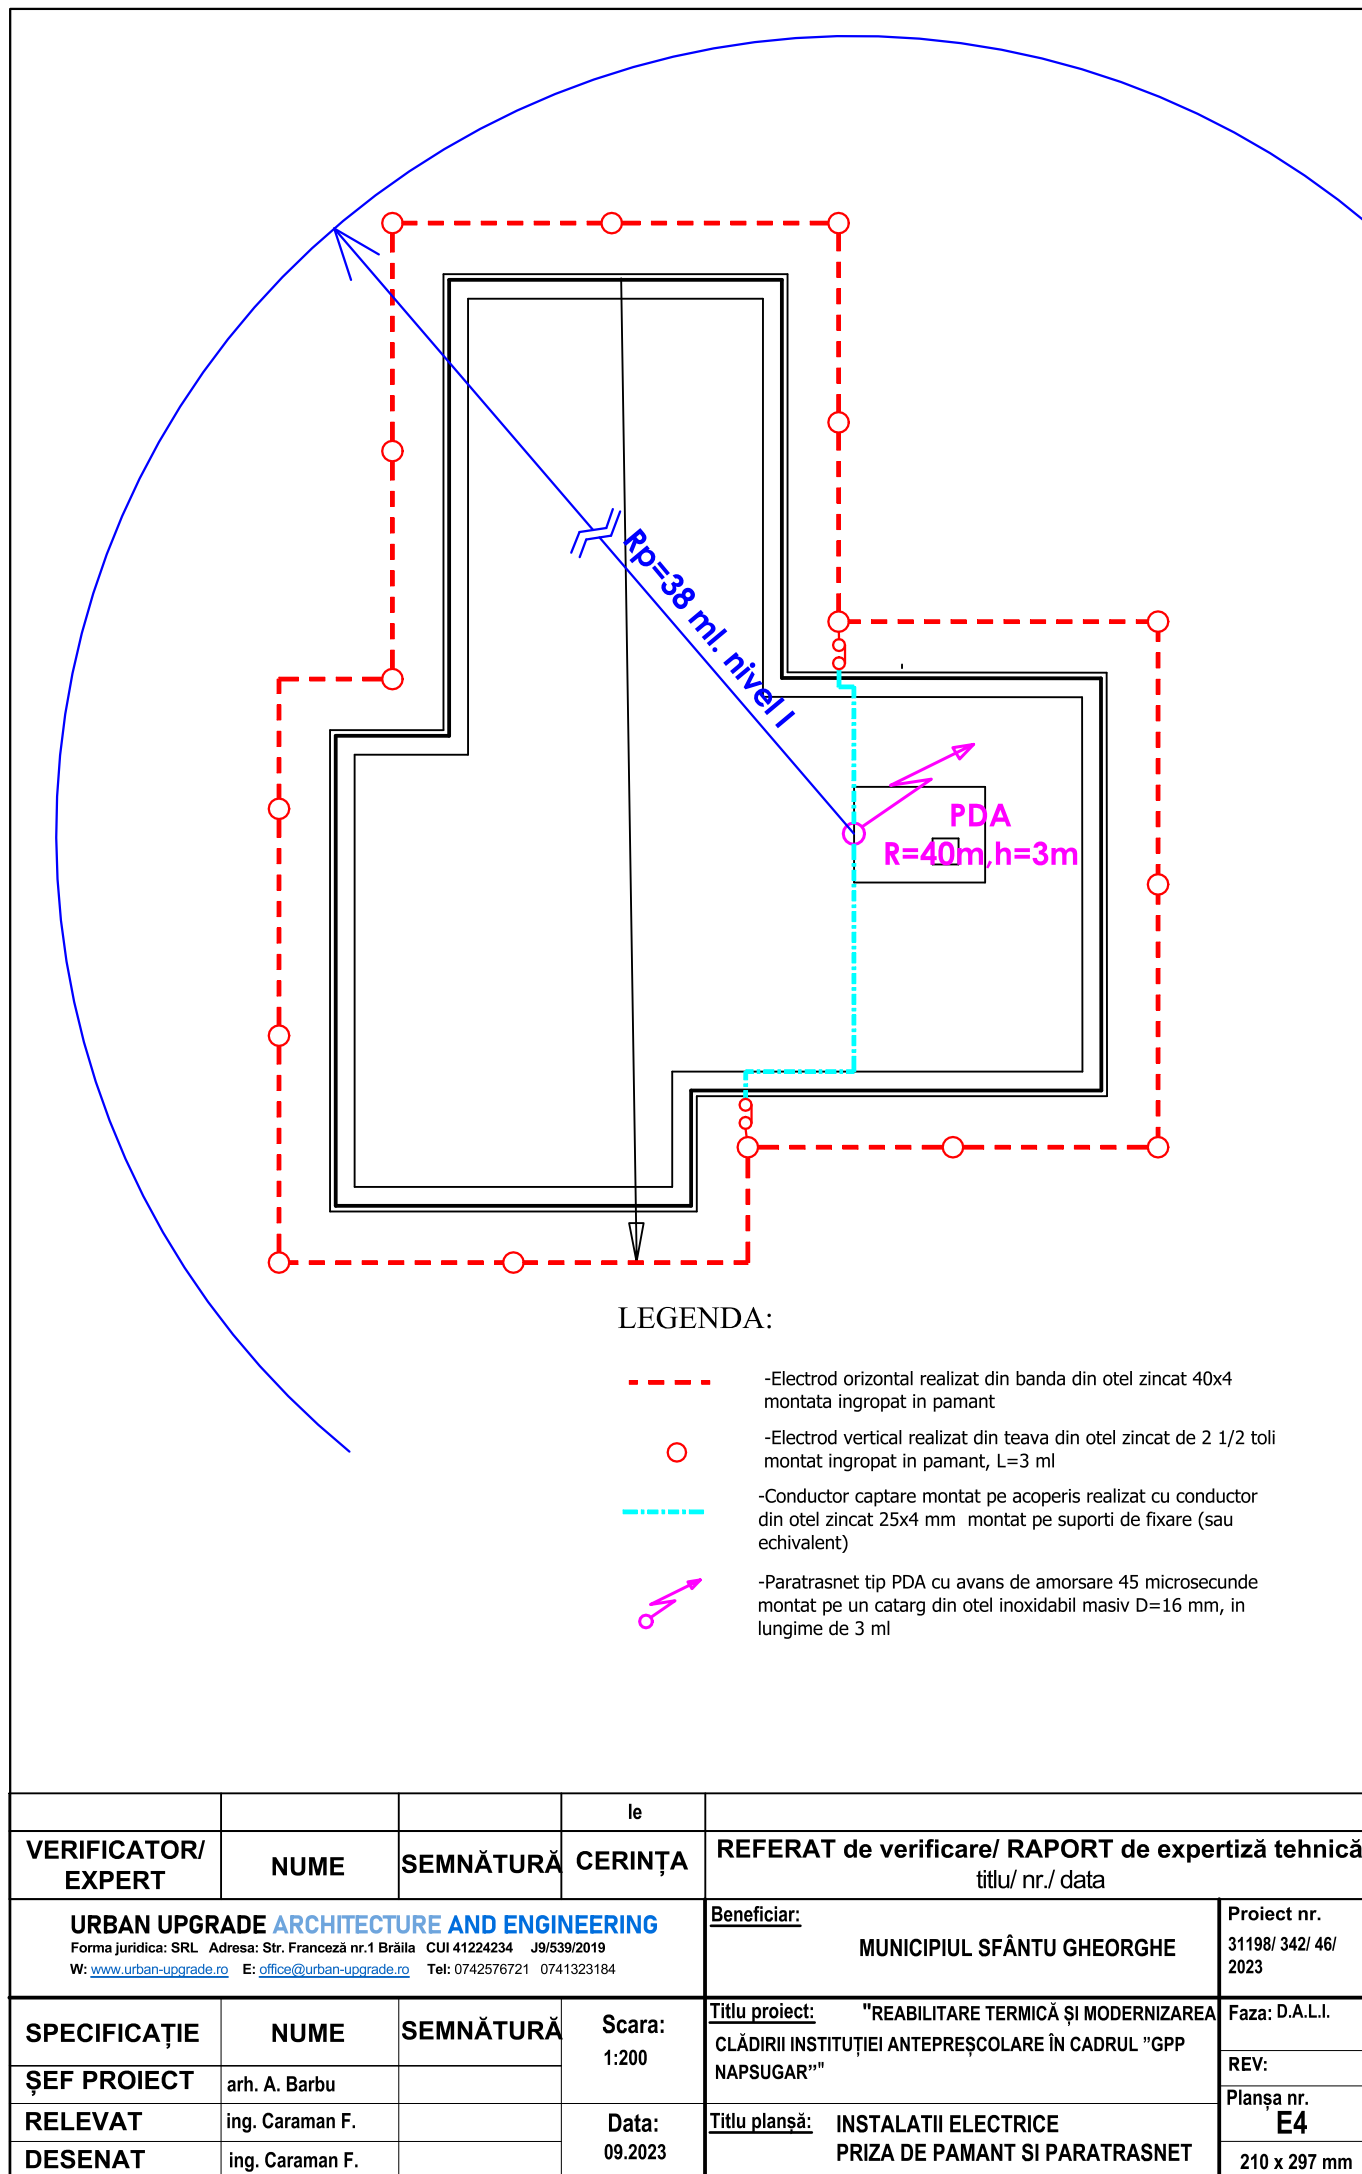 Rp=38 ml. nivel I
PDA
R=40m,h=3m
LEGENDA:
-Electrod orizontal realizat din banda din otel zincat 40x4
montata ingropat in pamant
-Electrod vertical realizat din teava din otel zincat de 2 1/2 toli
montat ingropat in pamant, L=3 ml
-Conductor captare montat pe acoperis realizat cu conductor
din otel zincat 25x4 mm montat pe suporti de fixare (sau
echivalent)
-Paratrasnet tip PDA cu avans de amorsare 45 microsecunde
montat pe un catarg din otel inoxidabil masiv D=16 mm, in
lungime de 3 ml
Ie
VERIFICATOR/
EXPERT
NUME
SEMNĂTURĂ
CERINȚA
REFERAT de verificare/ RAPORT de expertiză tehnică
titlu/ nr./ data
URBAN UPGRADE ARCHITECTURE AND ENGINEERING
Forma juridica: SRL Adresa: Str. Franceză nr.1 Brăila CUI 41224234 J9/539/2019
W: www.urban-upgrade.ro E: office@urban-upgrade.ro Tel: 0742576721 0741323184
Beneficiar:
MUNICIPIUL SFÂNTU GHEORGHE
Proiect nr.
31198/ 342/ 46/
2023
SPECIFICAȚIE
NUME
SEMNĂTURĂ
Scara:
1:200
Titlu proiect: "REABILITARE TERMICĂ ȘI MODERNIZAREA
CLĂDIRII INSTITUȚIEI ANTEPREȘCOLARE ÎN CADRUL ”GPP
NAPSUGAR”"
Faza: D.A.L.I.
REV:
ȘEF PROIECT
arh. A. Barbu
RELEVAT
ing. Caraman F.
DESENAT
ing. Caraman F.
Data:
09.2023
Titlu planșă: INSTALATII ELECTRICE
PRIZA DE PAMANT SI PARATRASNET
Planșa nr.
E4
210 x 297 mm